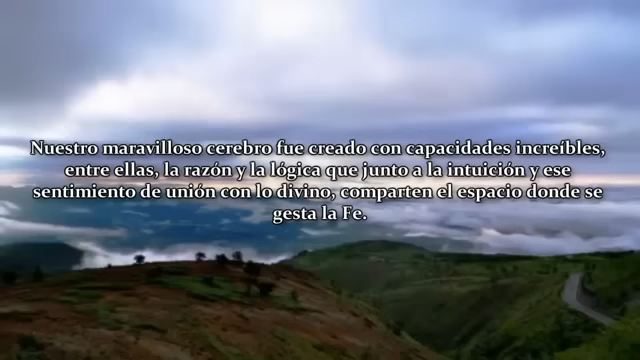 Nuestro maravilloso cerebro fue creado con capacidades increíbles,
entre ellas, la razón y la lógica que junto a la intuición y ese
sentimiento de unión con lo divino, comparten el espacio donde se
gesta la Fe.